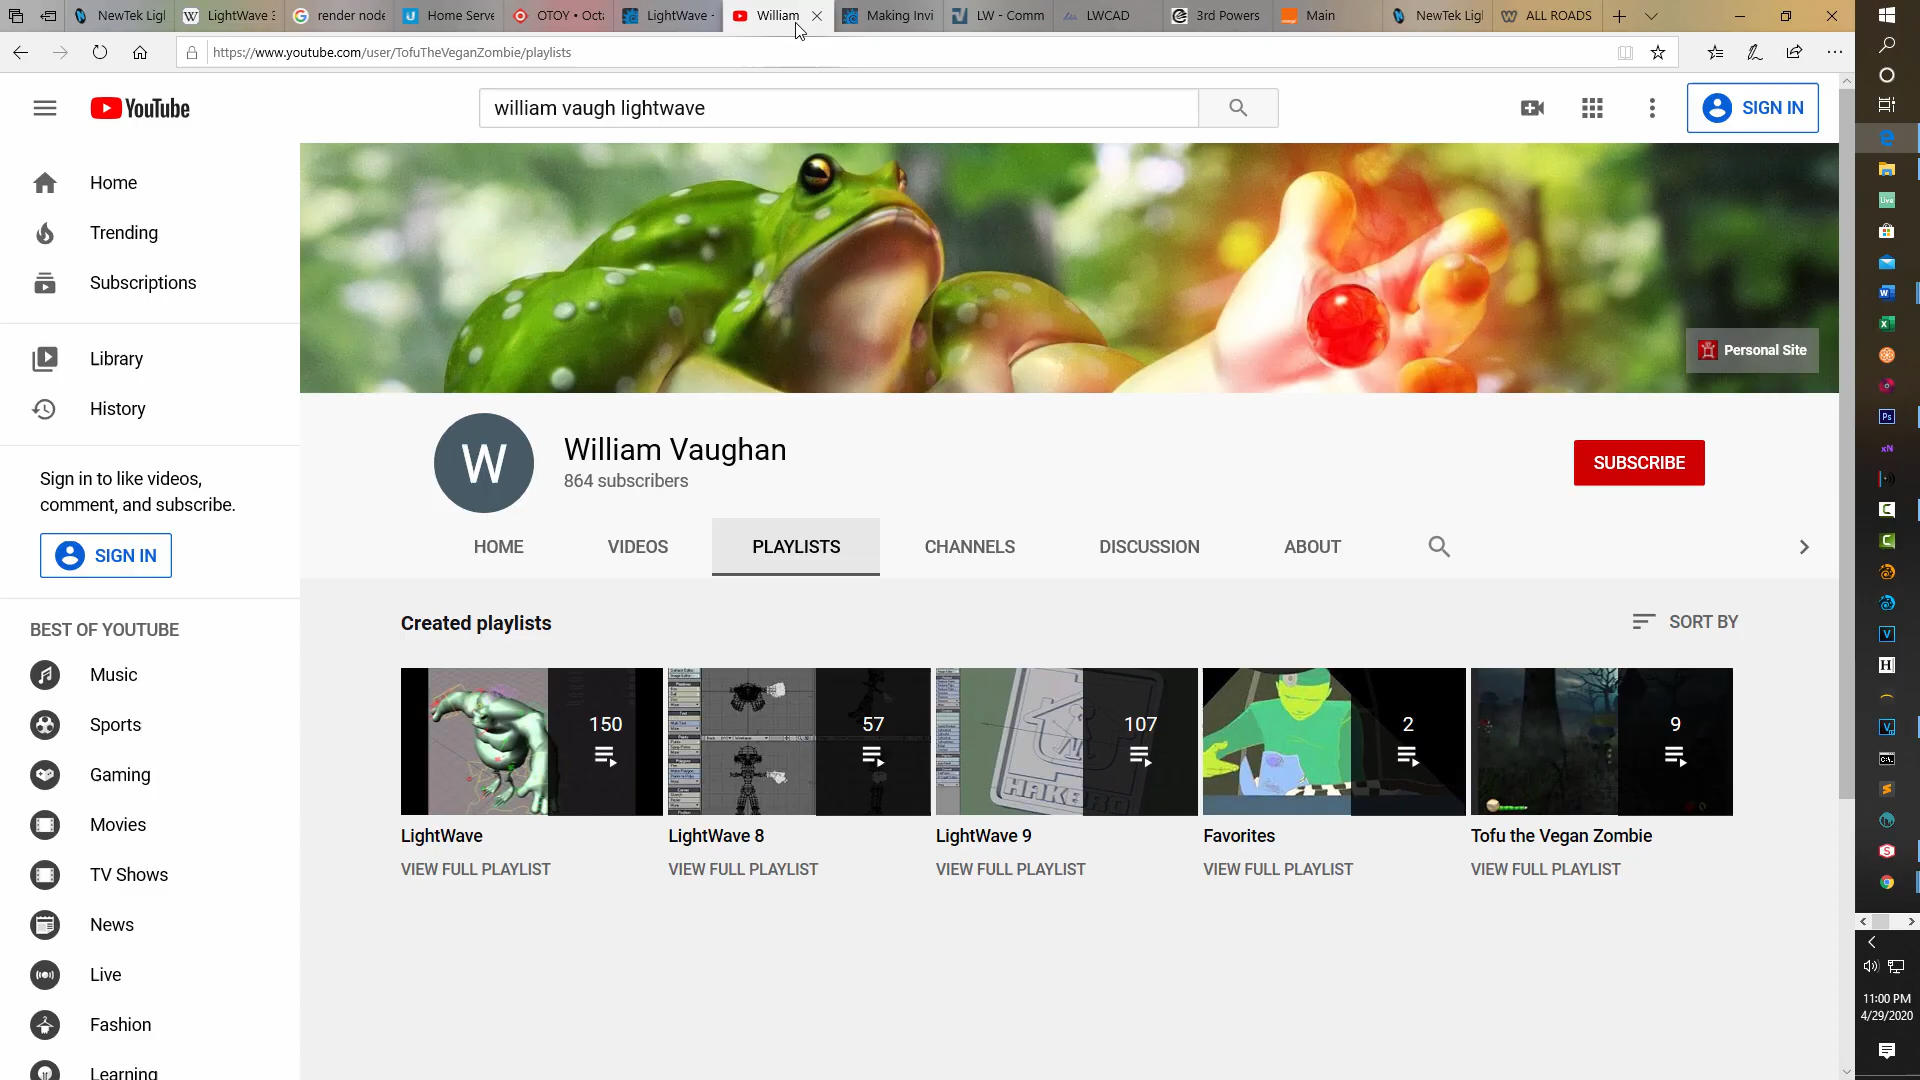 NewTek Ligl
LightWave 3
render node
Home Serve
OTOY • Octa
LightWave -
William
Making Invi
LW - Comm
LWCAD
3rd Powers
Main
NewTek Ligl
ALL ROADS
https://www.youtube.com/user/TofuTheVeganZombie/playlists
YouTube
william vaugh lightwave
SIGN IN
Home
Trending
Subscriptions
Library
History
Sign in to like videos,
comment, and subscribe.
SIGN IN
BEST OF YOUTUBE
Music
Sports
Gaming
Movies
TV Shows
News
Live
Fashion
Learning
Personal Site
W
William Vaughan
864 subscribers
SUBSCRIBE
HOME
VIDEOS
PLAYLISTS
CHANNELS
DISCUSSION
ABOUT
Created playlists
SORT BY
150
57
107
2
9
HAKERO
LightWave
LightWave 8
LightWave 9
Favorites
Tofu the Vegan Zombie
VIEW FULL PLAYLIST
VIEW FULL PLAYLIST
VIEW FULL PLAYLIST
VIEW FULL PLAYLIST
VIEW FULL PLAYLIST
11:00 PM
4/29/2020